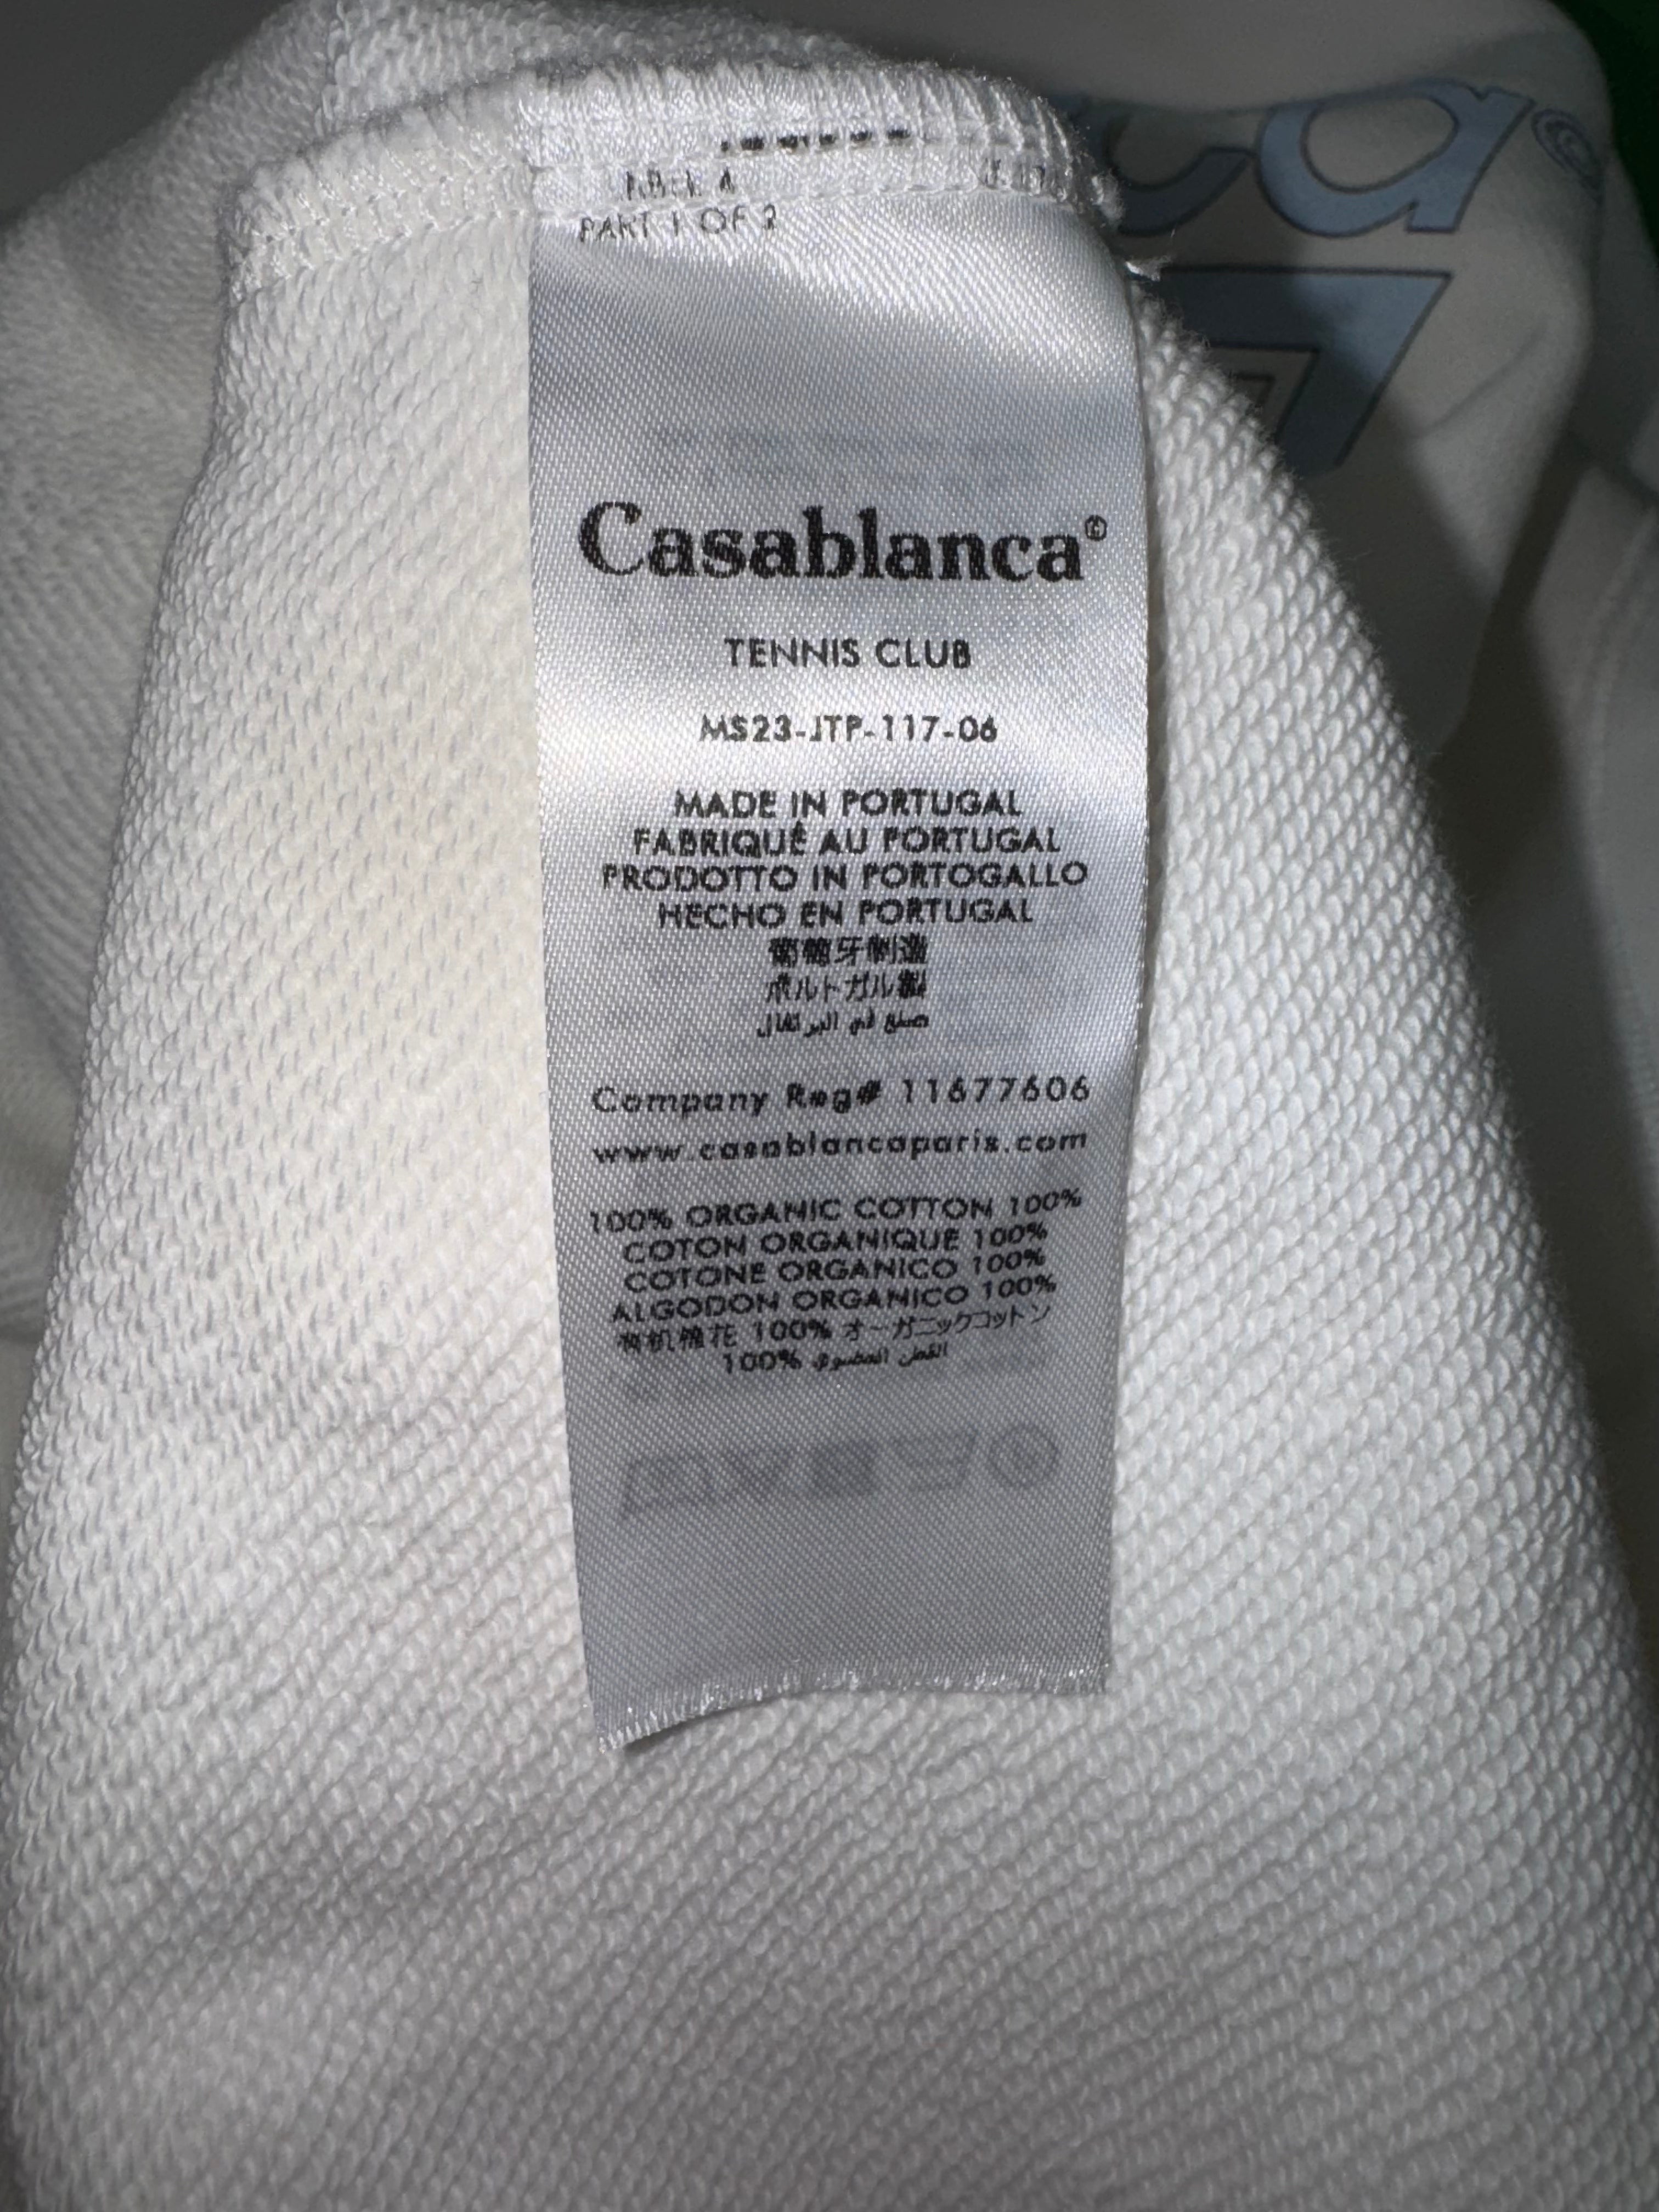 PART 1 OF 2
ca©
Casablanca©
TENNIS CLUB
MS23-JTP-117-06
MADE IN PORTUGAL
FABRIQUÉ AU PORTUGAL
PRODOTTO IN PORTOGALLO
HECHO EN PORTUGAL
葡萄牙制造
ポルトガル製
صنع في البرتغال
Company Reg# 11677606
www.casablancaparis.com
100% ORGANIC COTTON 100%
COTON ORGANIQUE 100%
COTONE ORGANICO 100%
ALGODON ORGANICO 100%
有机棉花 100% オーガニックコットン
100% القطن العضوي